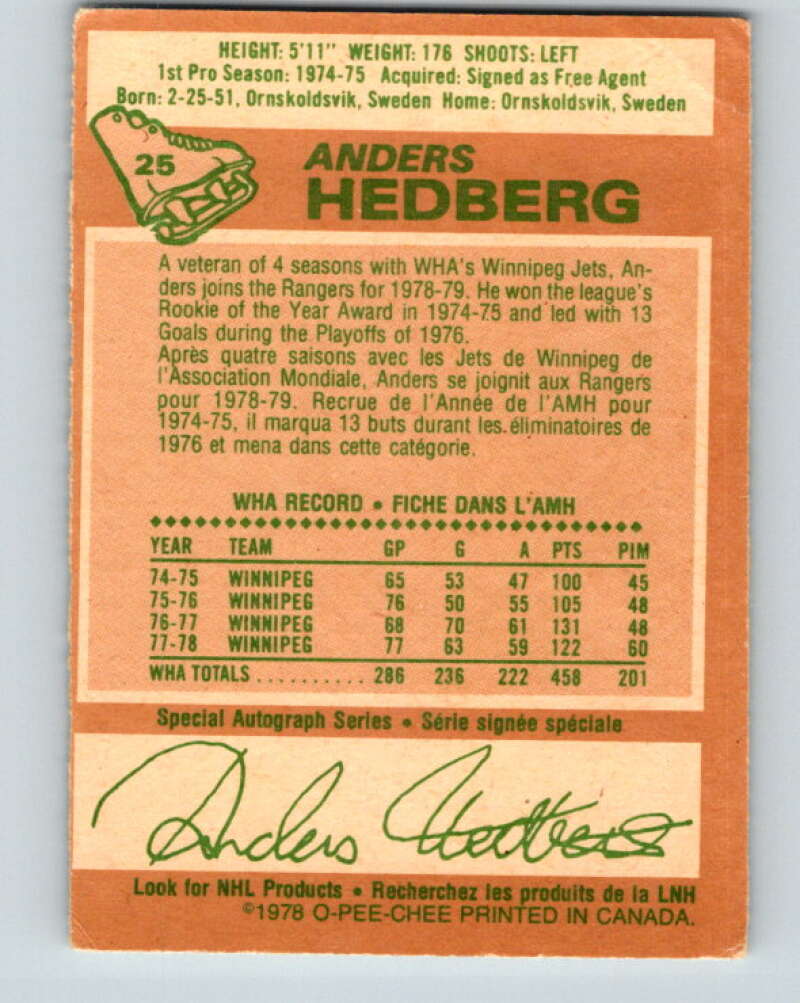 HEIGHT: 5'11" WEIGHT: 176 SHOOTS: LEFT
1st Pro Season: 1974-75 Acquired: Signed as Free Agent
Born: 2-25-51, Ornskoldsvik, Sweden Home: Ornskoldsvik, Sweden
25
ANDERS
HEDBERG
A veteran of 4 seasons with WHA's Winnipeg Jets, An-
ders joins the Rangers for 1978-79. He won the league's
Rookie of the Year Award in 1974-75 and led with 13
Goals during the Playoffs of 1976.
Après quatre saisons avec les Jets de Winnipeg de
l'Association Mondiale, Anders se joignit aux Rangers
pour 1978-79. Recrue de l'Année de l'AMH pour
1974-75, il marqua 13 buts durant les éliminatoires de
1976 et mena dans cette catégorie.
WHA RECORD • FICHE DANS L'AMH
YEAR TEAM GP G A PTS PIM
74-75 WINNIPEG 65 53 47 100 45
75-76 WINNIPEG 76 50 55 105 48
76-77 WINNIPEG 68 70 61 131 48
77-78 WINNIPEG 77 63 59 122 60
WHA TOTALS .......... 286 236 222 458 201
Special Autograph Series • Série signée spéciale
Anders Hedberg
Look for NHL Products • Recherchez les produits de la LNH
©1978 O-PEE-CHEE PRINTED IN CANADA.